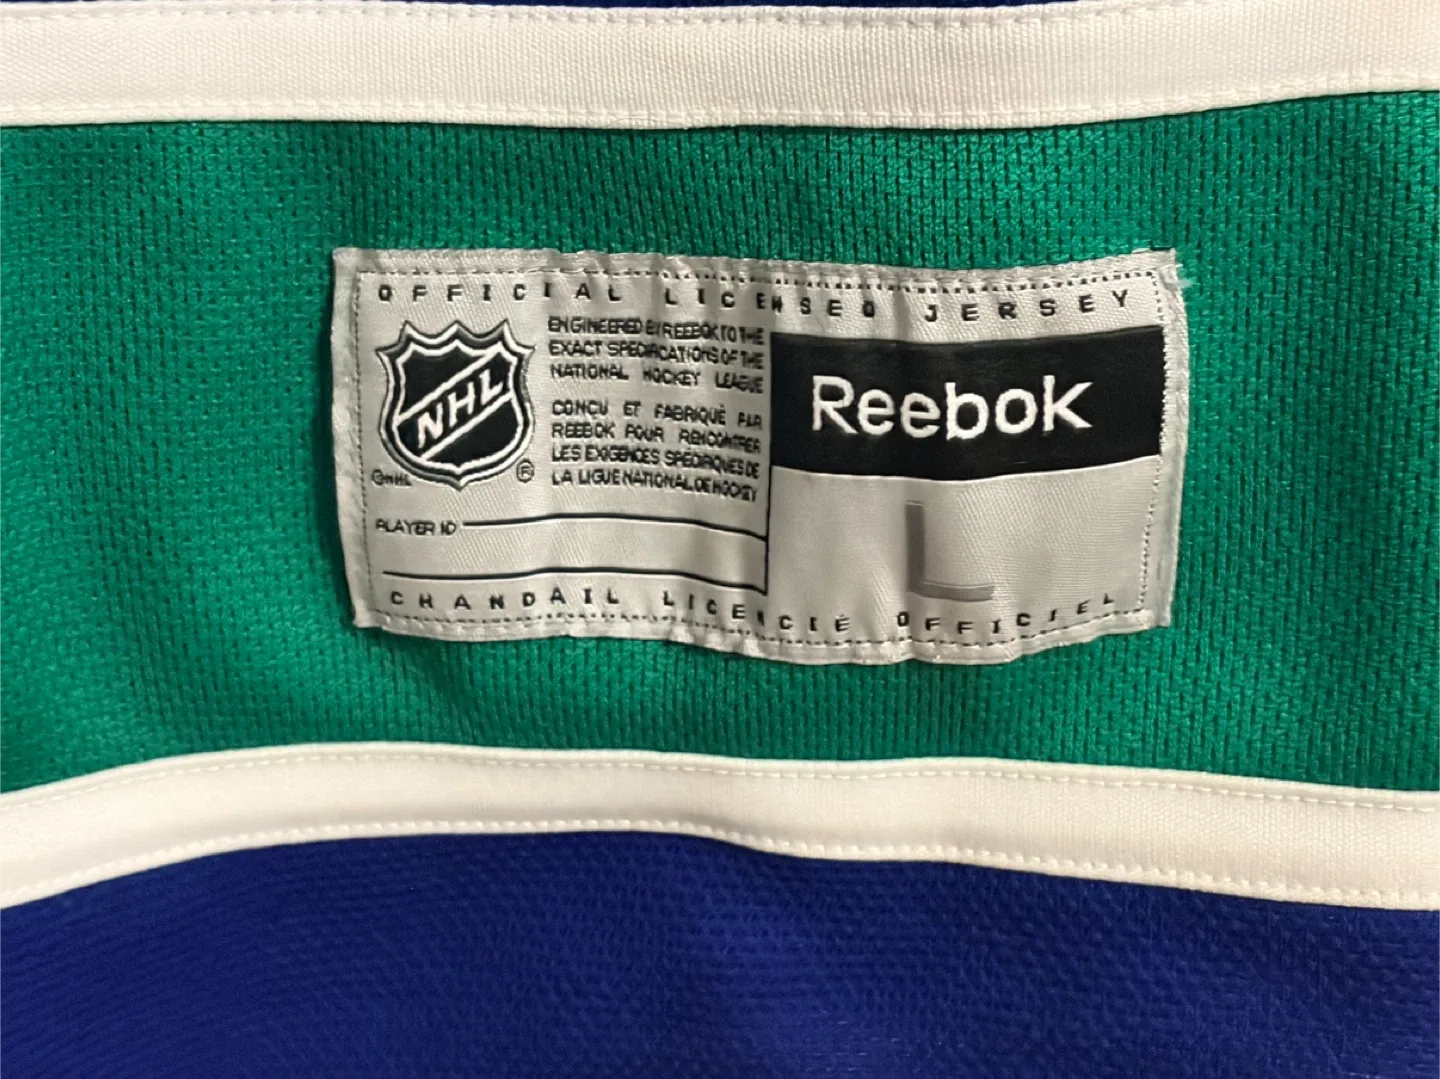 OFFICIAL LICENSED JERSEY
NHL
©NHL
®
ENGINEERED BY REEBOK TO THE
EXACT SPECIFICATIONS OF THE
NATIONAL HOCKEY LEAGUE
CONÇU ET FABRIQUÉ PAR
REEBOK POUR RENCONTRER
LES EXIGENCES SPÉCIFIQUES DE
LA LIGUE NATIONAL DE HOCKEY
PLAYER ID
Reebok
L
CHANDAIL LICENCIÉ OFFICIEL